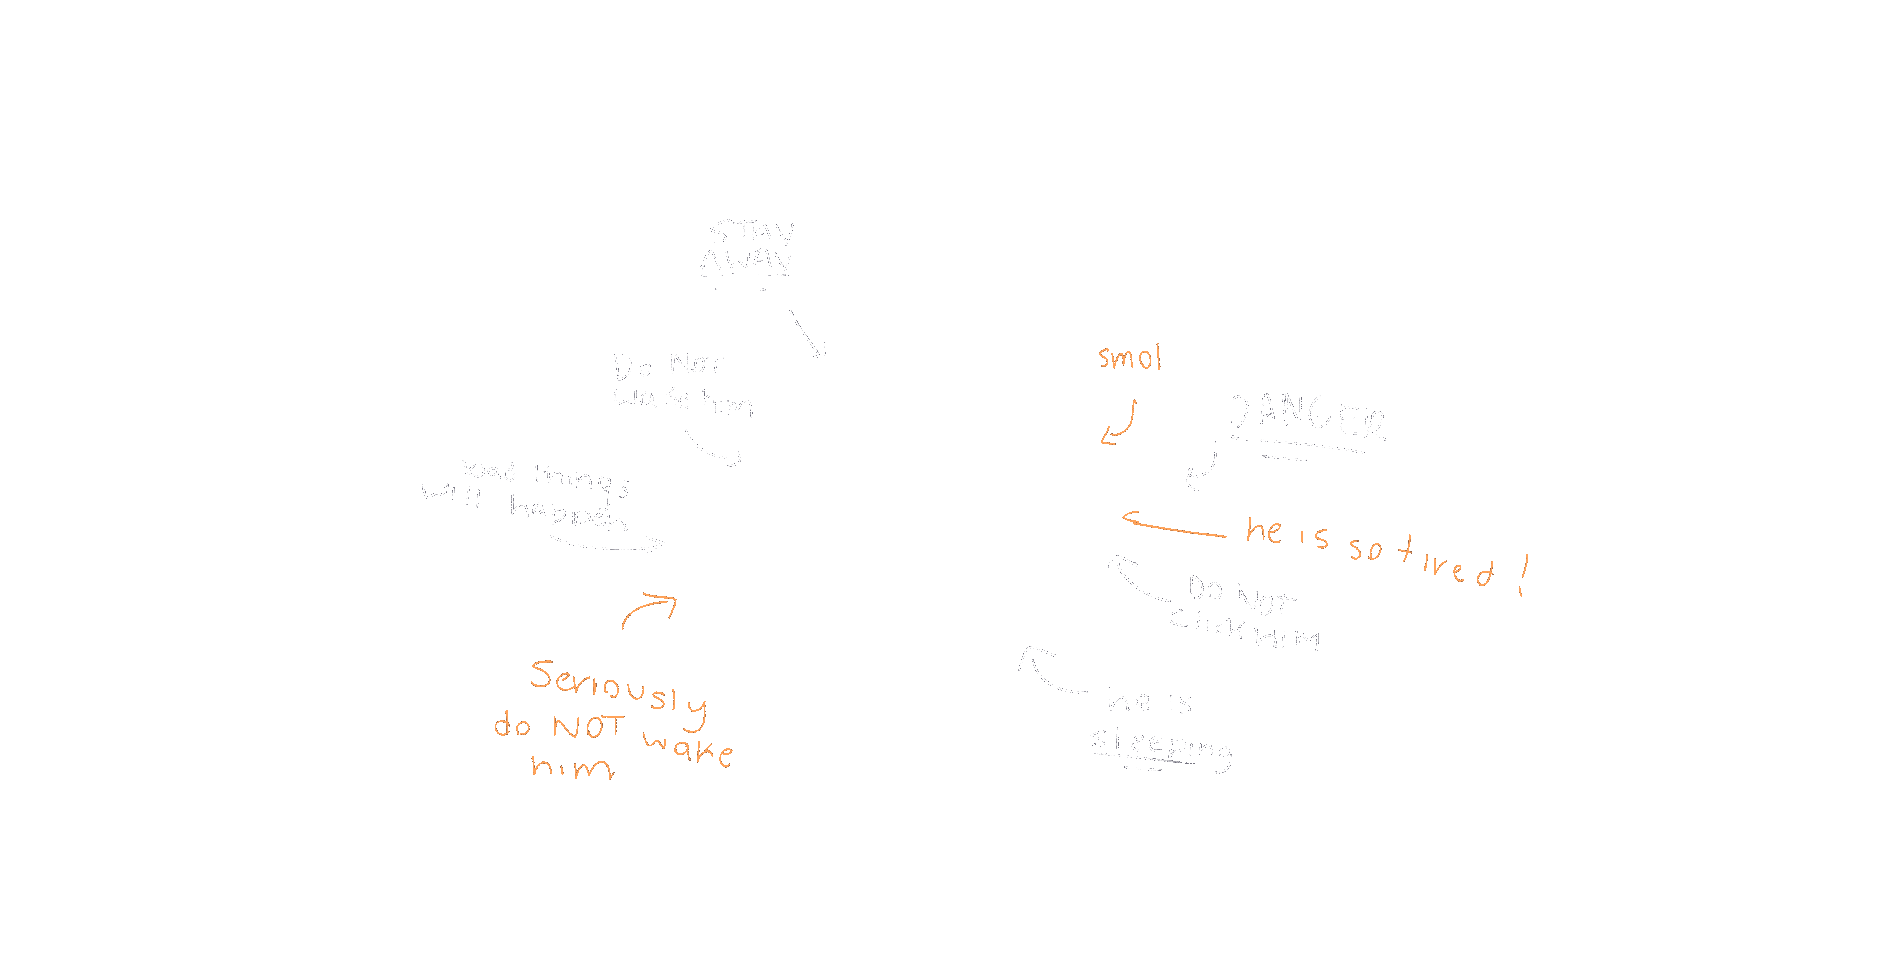 STAY
AWAY
Do NOT
wake him
smol
DANGER
bad things
will happen
he is so tired!
DO NOT
CLICK HIM
Seriously
do NOT wake
him
he is
sleeping